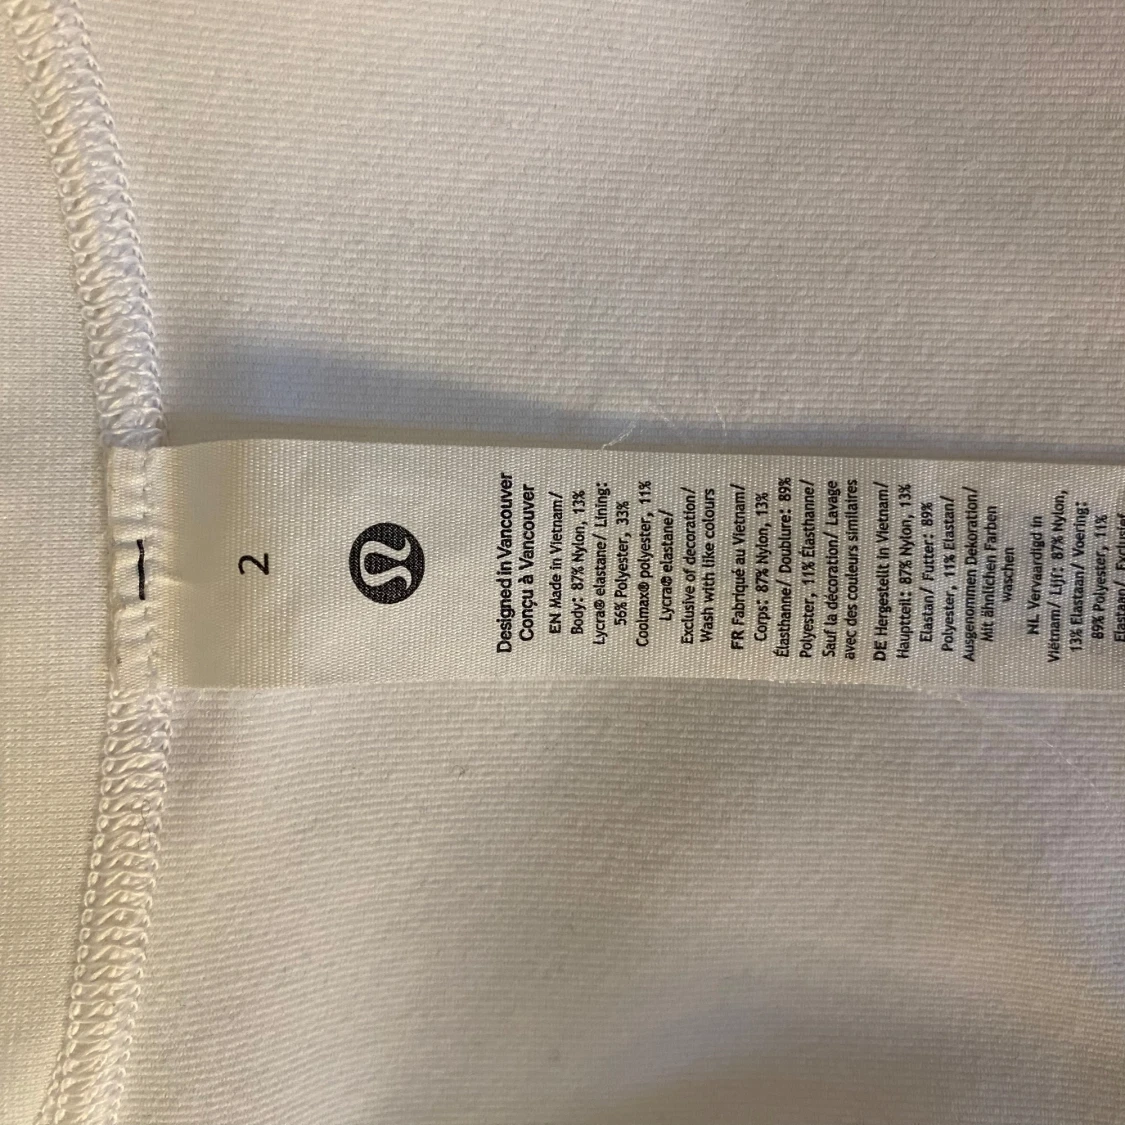 2
Designed in Vancouver
Conçu à Vancouver
EN Made in Vietnam/
Body: 87% Nylon, 13%
Lycra® elastane/ Lining:
56% Polyester, 33%
Coolmax® polyester, 11%
Lycra® elastane/
Exclusive of decoration/
Wash with like colours
FR Fabriqué au Vietnam/
Corps: 87% Nylon, 13%
Élasthanne/ Doublure: 89%
Polyester, 11% Élasthanne/
Sauf la décoration/ Lavage
avec des couleurs similaires
DE Hergestellt in Vietnam/
Hauptteil: 87% Nylon, 13%
Elastan/ Futter: 89%
Polyester, 11% Elastan/
Ausgenommen Dekoration/
Mit ähnlichen Farben
waschen
NL Vervaardigd in
Vietnam/ Lijf: 87% Nylon,
13% Elastan/ Voering:
89% Polyester, 11%
Elastaan/ Exclusief